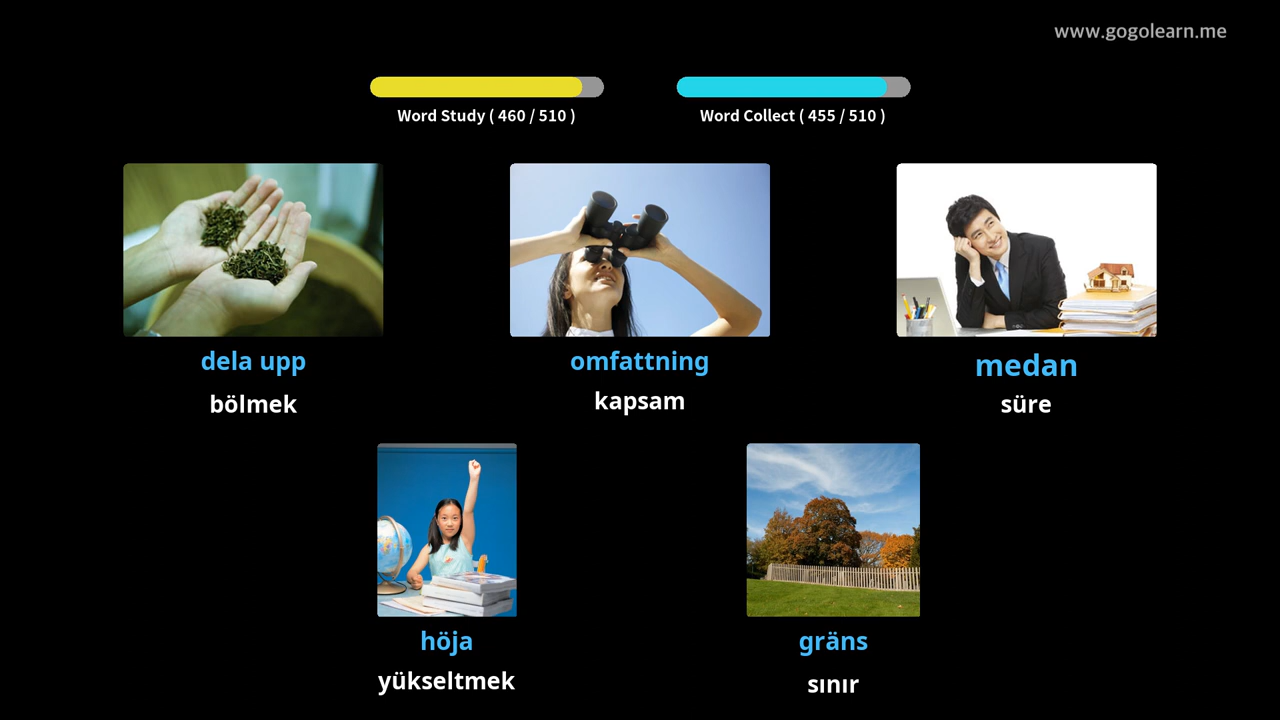 www.gogolearn.me
Word Study ( 460 / 510 )
Word Collect ( 455 / 510 )
dela upp
bölmek
omfattning
kapsam
medan
süre
höja
yükseltmek
gräns
sınır